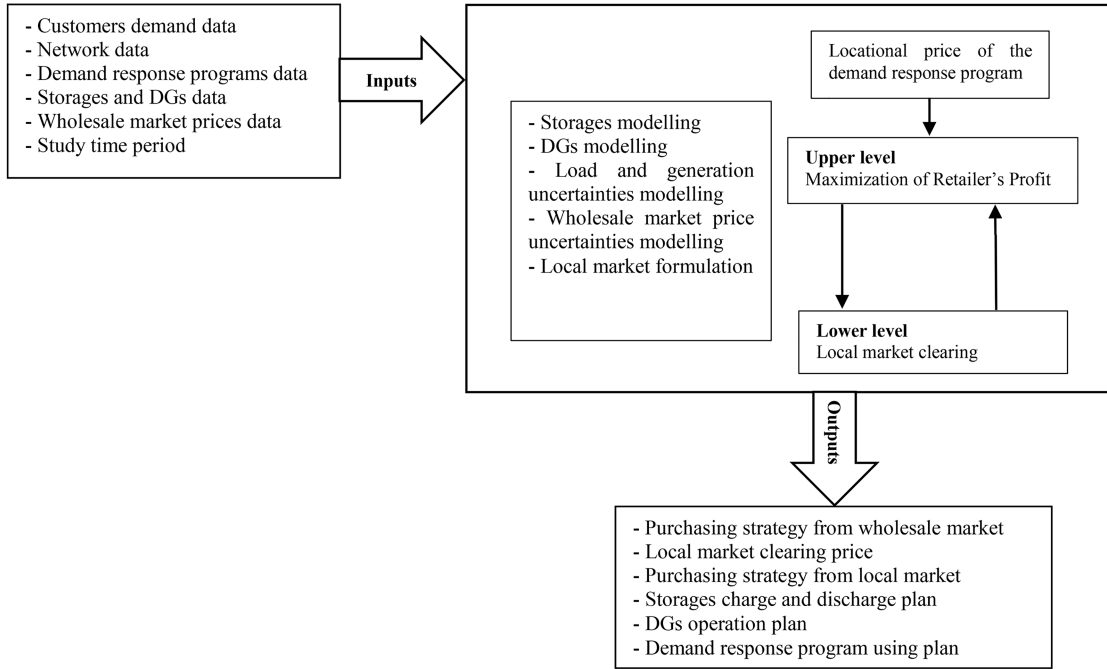 - Customers demand data
- Network data
- Demand response programs data
- Storages and DGs data
- Wholesale market prices data
- Study time period
Inputs
- Storages modelling
- DGs modelling
- Load and generation
uncertainties modelling
- Wholesale market price
uncertainties modelling
- Local market formulation
Locational price of the
demand response program
Upper level
Maximization of Retailer's Profit
Lower level
Local market clearing
Outputs
- Purchasing strategy from wholesale market
- Local market clearing price
- Purchasing strategy from local market
- Storages charge and discharge plan
- DGs operation plan
- Demand response program using plan